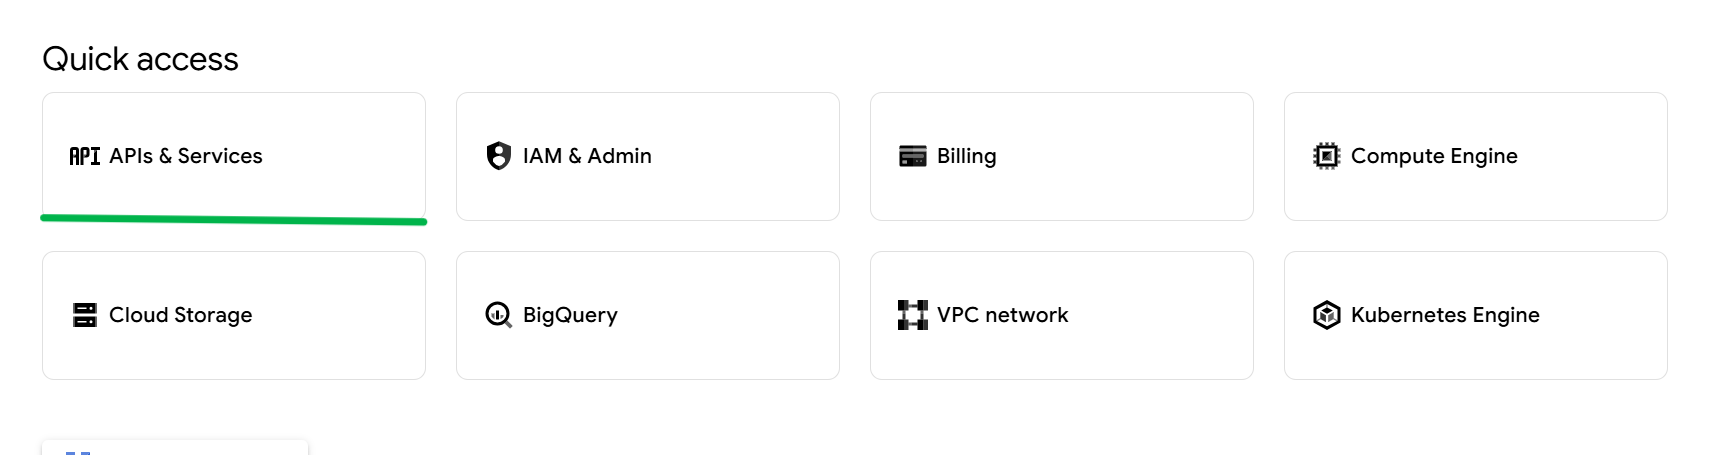 Quick access
API APIs & Services
IAM & Admin
Billing
Compute Engine
Cloud Storage
BigQuery
VPC network
Kubernetes Engine